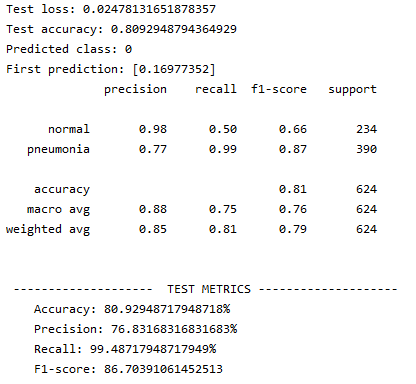 Test loss: 0.02478131651878357
Test accuracy: 0.8092948794364929
Predicted class: 0
First prediction: [0.16977352]
precision recall f1-score support
normal 0.98 0.50 0.66 234
pneumonia 0.77 0.99 0.87 390
accuracy 0.81 624
macro avg 0.88 0.75 0.76 624
weighted avg 0.85 0.81 0.79 624
-------------------- TEST METRICS --------------------
Accuracy: 80.92948717948718%
Precision: 76.83168316831683%
Recall: 99.48717948717949%
F1-score: 86.70391061452513